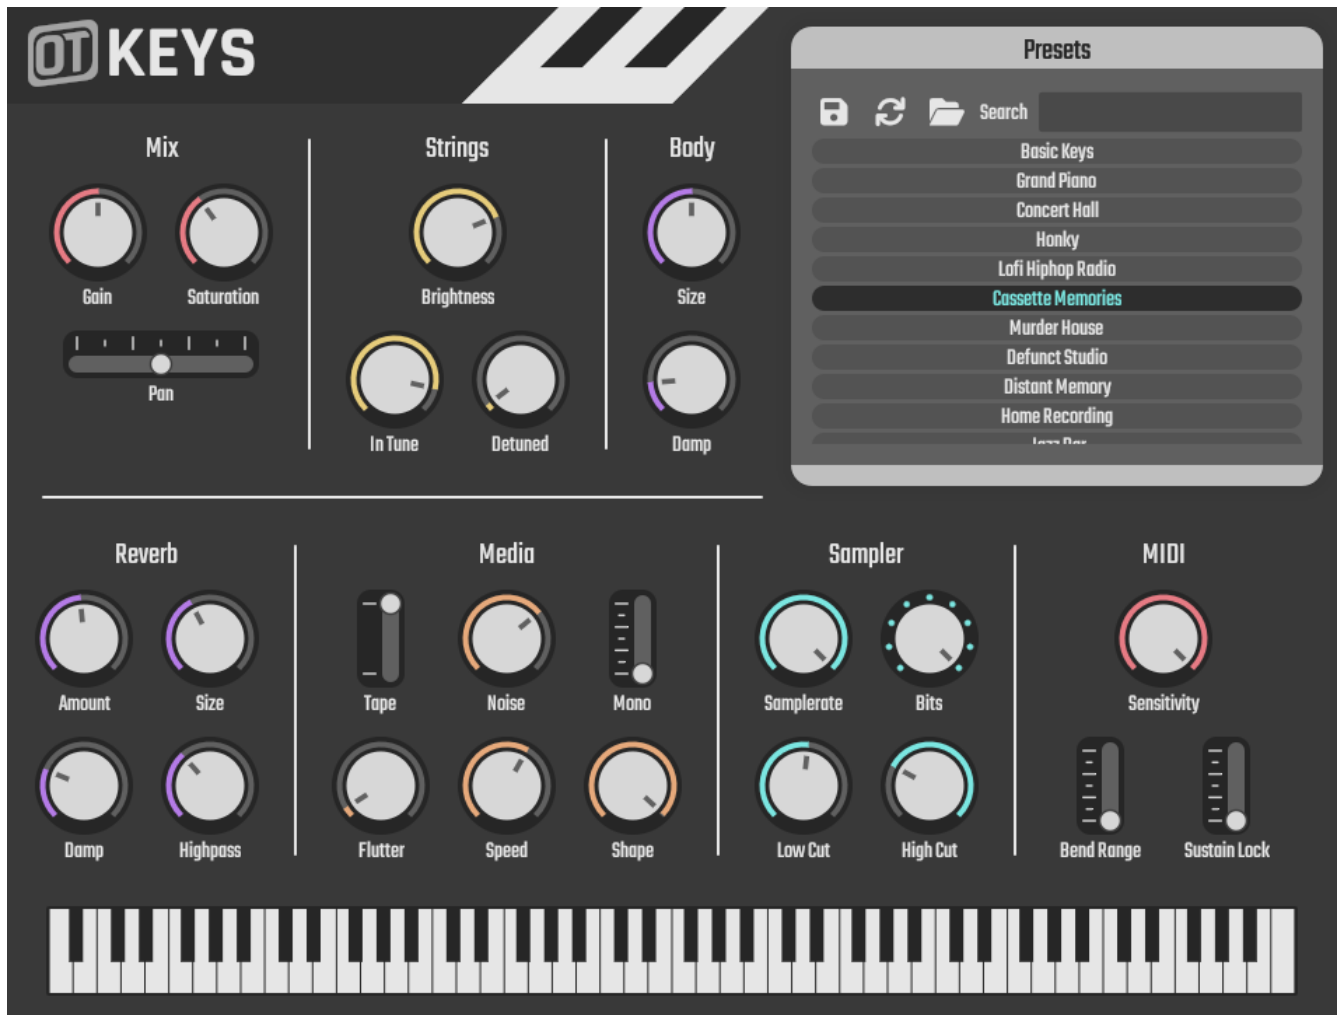 OT KEYS
Presets
Search
Basic Keys
Grand Piano
Concert Hall
Honky
Lofi Hiphop Radio
Cassette Memories
Murder House
Defunct Studio
Distant Memory
Home Recording
Jazz Bar
Mix
Gain
Saturation
Pan
Strings
Brightness
In Tune
Detuned
Body
Size
Damp
Reverb
Amount
Size
Damp
Highpass
Media
Tape
Noise
Mono
Flutter
Speed
Shape
Sampler
Samplerate
Bits
Low Cut
High Cut
MIDI
Sensitivity
Bend Range
Sustain Lock